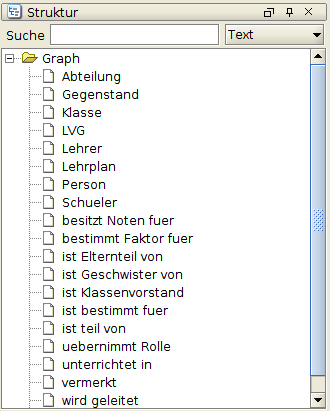 Struktur
Suche Text
Graph
Abteilung
Gegenstand
Klasse
LVG
Lehrer
Lehrplan
Person
Schueler
besitzt Noten fuer
bestimmt Faktor fuer
ist Elternteil von
ist Geschwister von
ist Klassenvorstand
ist bestimmt fuer
ist teil von
uebernimmt Rolle
unterrichtet in
vermerkt
wird geleitet